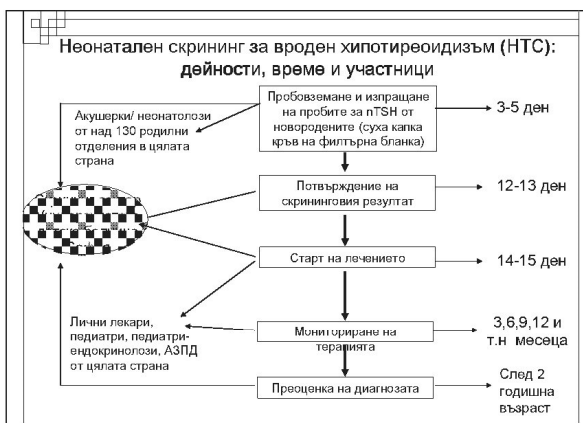 Неонатален скрининг за вроден хипотиреоидизъм (НТС):
дейности, време и участници
Акушерки/ неонатолози
от над 130 родилни
отделения в цялата
страна
Пробовземане и изпращане
на пробите за nTSH от
новородените (суха капка
кръв на филтърна бланка)
3-5 ден
Потвърждение на
скрининговия резултат
12-13 ден
Старт на лечението
14-15 ден
Лични лекари,
педиатри, педиатри-
ендокринолози, АЗПД
от цялата страна
Мониториране на
терапията
3,6,9,12 и
т.н месеца
Преоценка на диагнозата
След 2
годишна
възраст